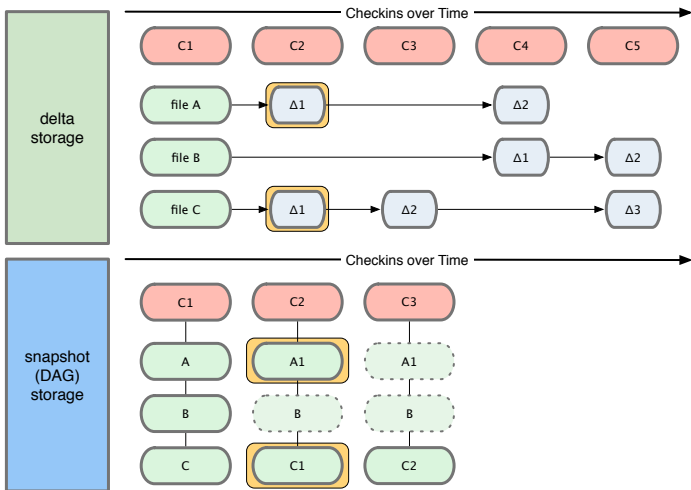 Checkins over Time
C1 C2 C3 C4 C5
delta
storage
file A Δ1 Δ2
file B Δ1 Δ2
file C Δ1 Δ2 Δ3
Checkins over Time
C1 C2 C3
snapshot
(DAG)
storage
A A1 A1
B B B
C C1 C2